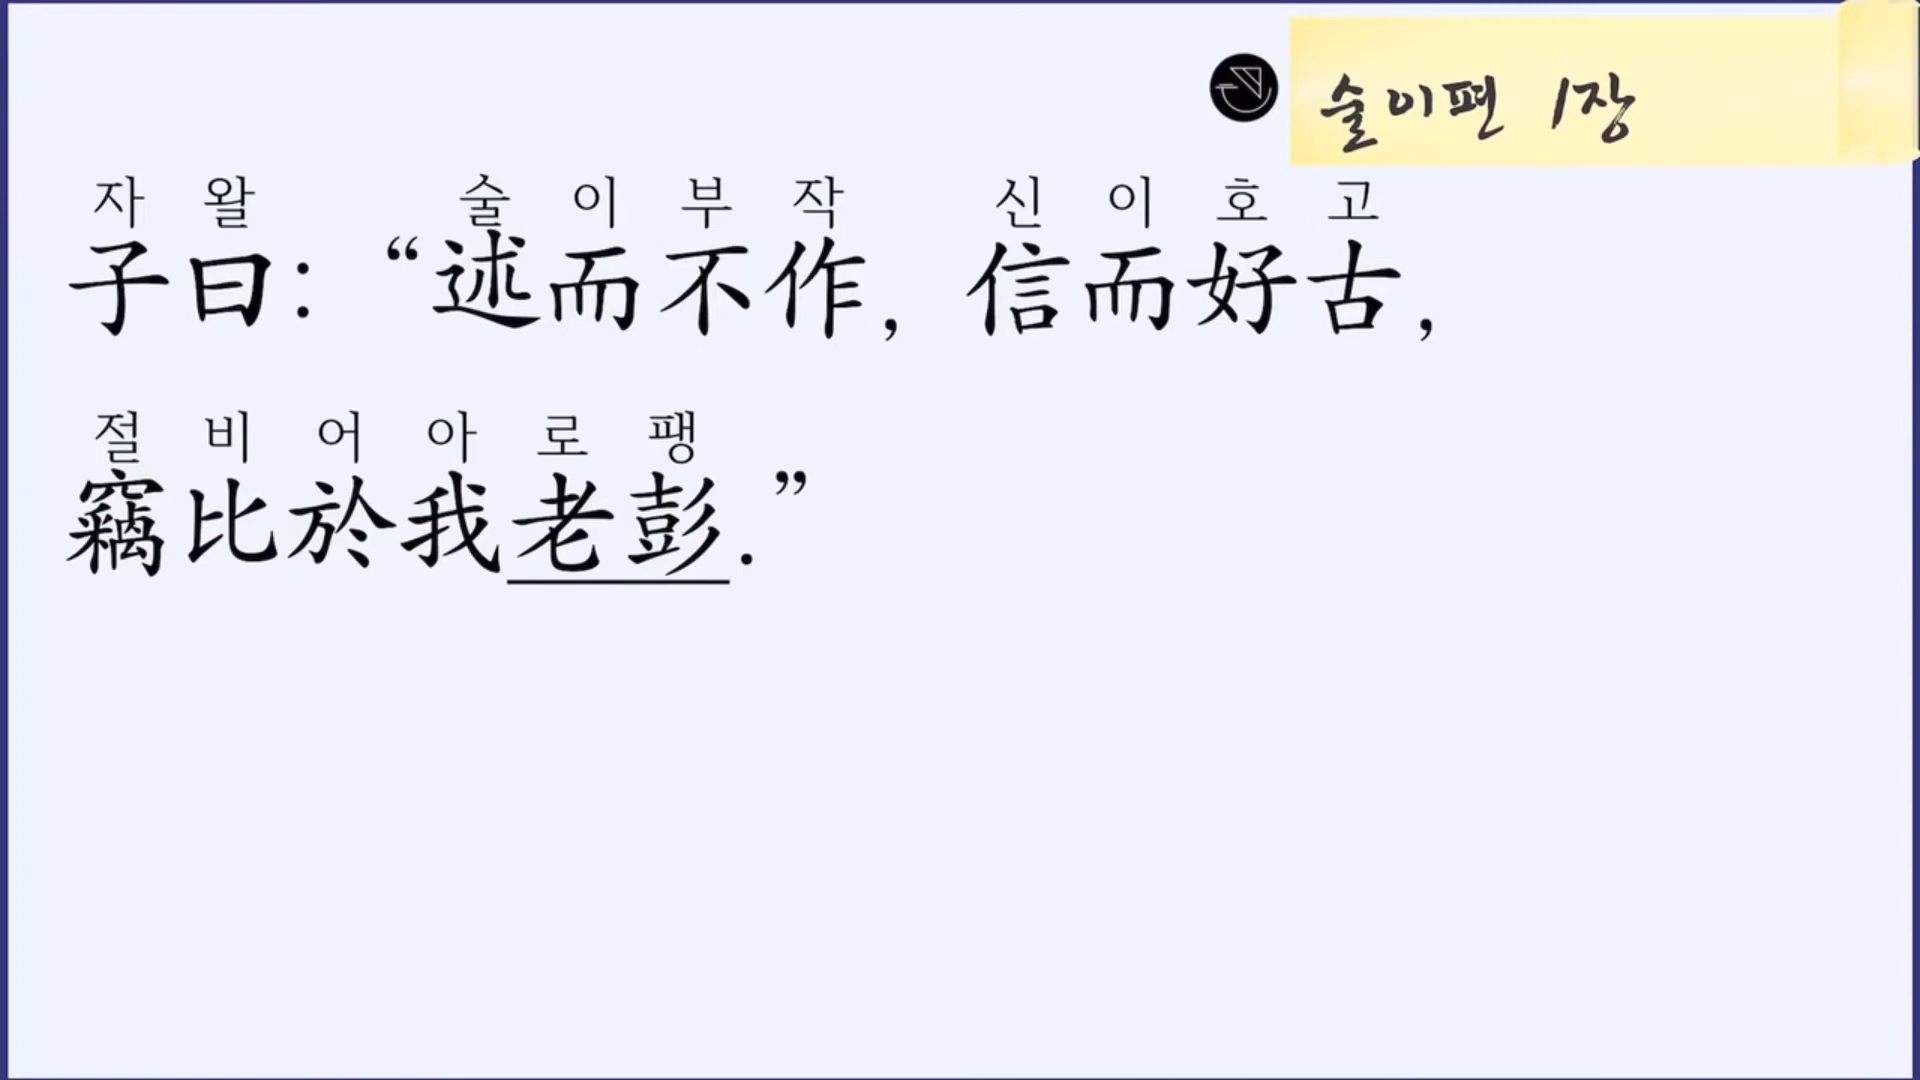 술이편 1장
자 왈 술 이 부 작 신 이 호 고
子曰: “述而不作, 信而好古,
절 비 어 아 로 팽
竊比於我老彭.”